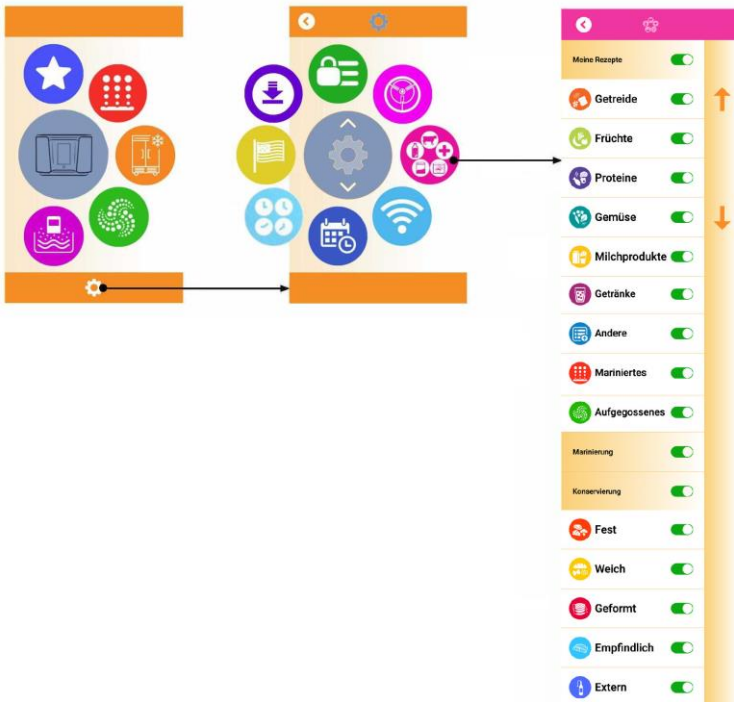 Meine Rezepte
Getreide
Früchte
Proteine
Gemüse
Milchprodukte
Getränke
Andere
Mariniertes
Aufgegossenes
Marinierung
Konservierung
Fest
Weich
Geformt
Empfindlich
Extern